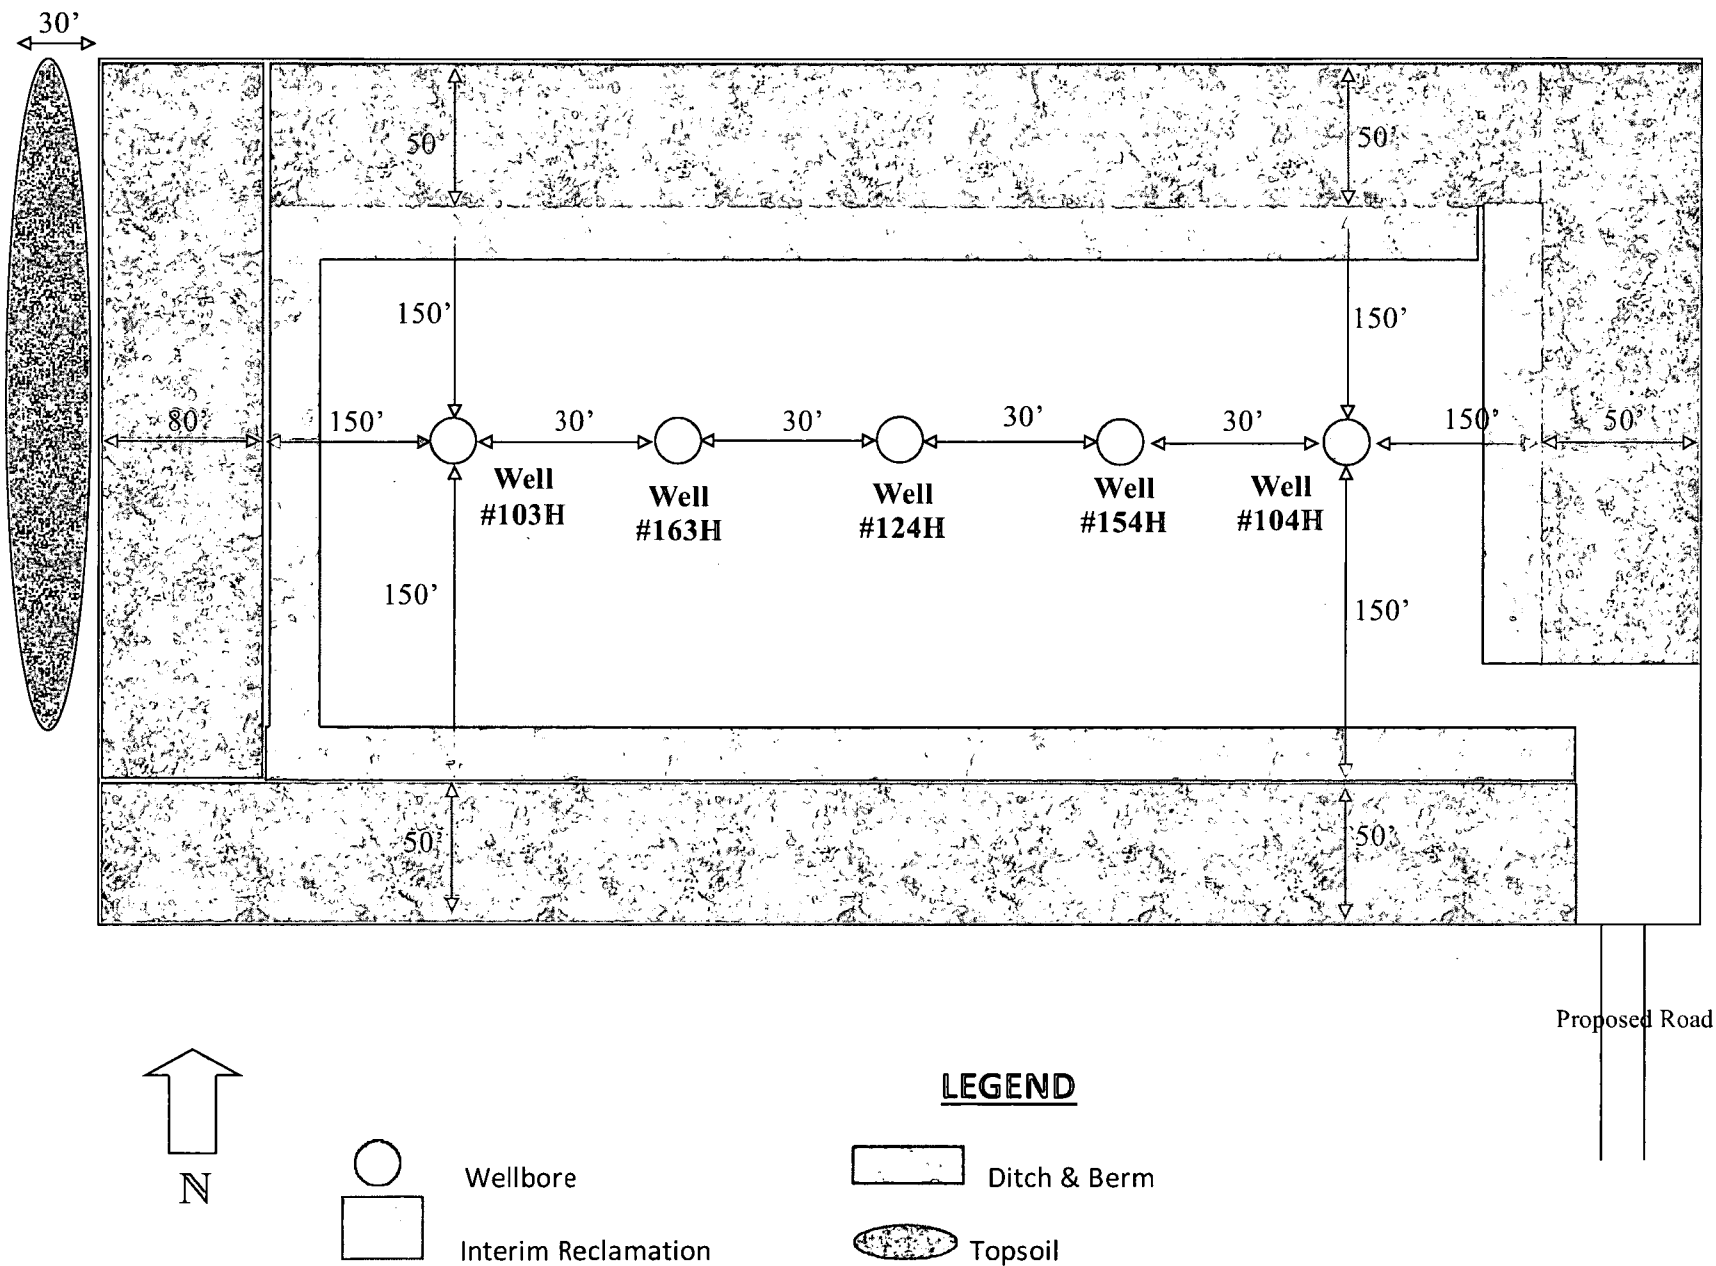 30’
50’
50’
150’
150’
80’
150’
30’
30’
30’
30’
150’
50’
Well
#103H
Well
#163H
Well
#124H
Well
#154H
Well
#104H
150’
150’
50’
50’
Proposed Road
LEGEND
N
Wellbore
Ditch & Berm
Interim Reclamation
Topsoil